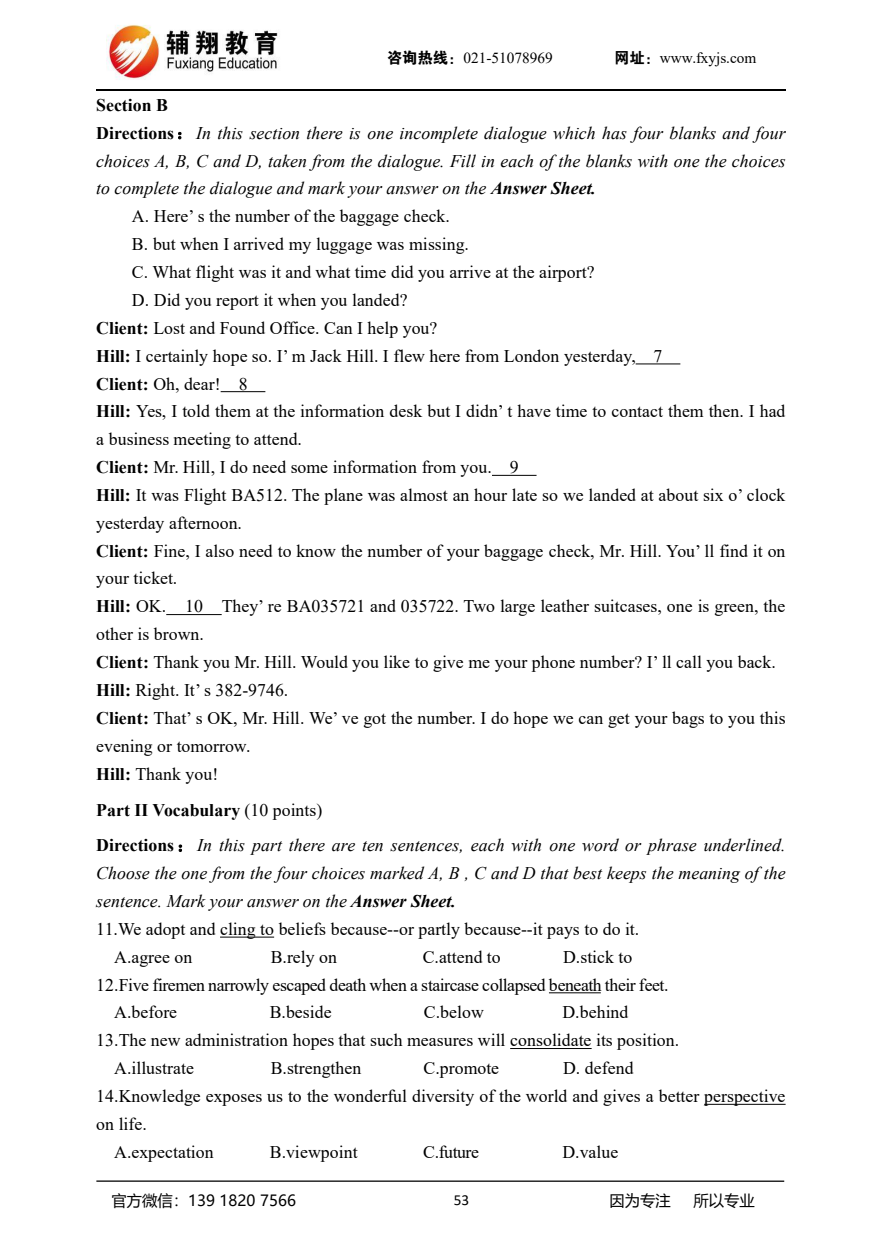 辅翔教育
Fuxiang Education
咨询热线：021-51078969 网址：www.fxyjs.com
Section B
Directions： In this section there is one incomplete dialogue which has four blanks and four
choices A, B, C and D, taken from the dialogue. Fill in each of the blanks with one the choices
to complete the dialogue and mark your answer on the Answer Sheet.
A. Here’ s the number of the baggage check.
B. but when I arrived my luggage was missing.
C. What flight was it and what time did you arrive at the airport?
D. Did you report it when you landed?
Client: Lost and Found Office. Can I help you?
Hill: I certainly hope so. I’ m Jack Hill. I flew here from London yesterday,__7__
Client: Oh, dear!__8__
Hill: Yes, I told them at the information desk but I didn’ t have time to contact them then. I had
a business meeting to attend.
Client: Mr. Hill, I do need some information from you.__9__
Hill: It was Flight BA512. The plane was almost an hour late so we landed at about six o’ clock
yesterday afternoon.
Client: Fine, I also need to know the number of your baggage check, Mr. Hill. You’ ll find it on
your ticket.
Hill: OK.__10__They’ re BA035721 and 035722. Two large leather suitcases, one is green, the
other is brown.
Client: Thank you Mr. Hill. Would you like to give me your phone number? I’ ll call you back.
Hill: Right. It’ s 382-9746.
Client: That’ s OK, Mr. Hill. We’ ve got the number. I do hope we can get your bags to you this
evening or tomorrow.
Hill: Thank you!
Part II Vocabulary (10 points)
Directions： In this part there are ten sentences, each with one word or phrase underlined.
Choose the one from the four choices marked A, B , C and D that best keeps the meaning of the
sentence. Mark your answer on the Answer Sheet.
11.We adopt and cling to beliefs because--or partly because--it pays to do it.
A.agree on B.rely on C.attend to D.stick to
12.Five firemen narrowly escaped death when a staircase collapsed beneath their feet.
A.before B.beside C.below D.behind
13.The new administration hopes that such measures will consolidate its position.
A.illustrate B.strengthen C.promote D. defend
14.Knowledge exposes us to the wonderful diversity of the world and gives a better perspective
on life.
A.expectation B.viewpoint C.future D.value
官方微信：139 1820 7566 53 因为专注 所以专业